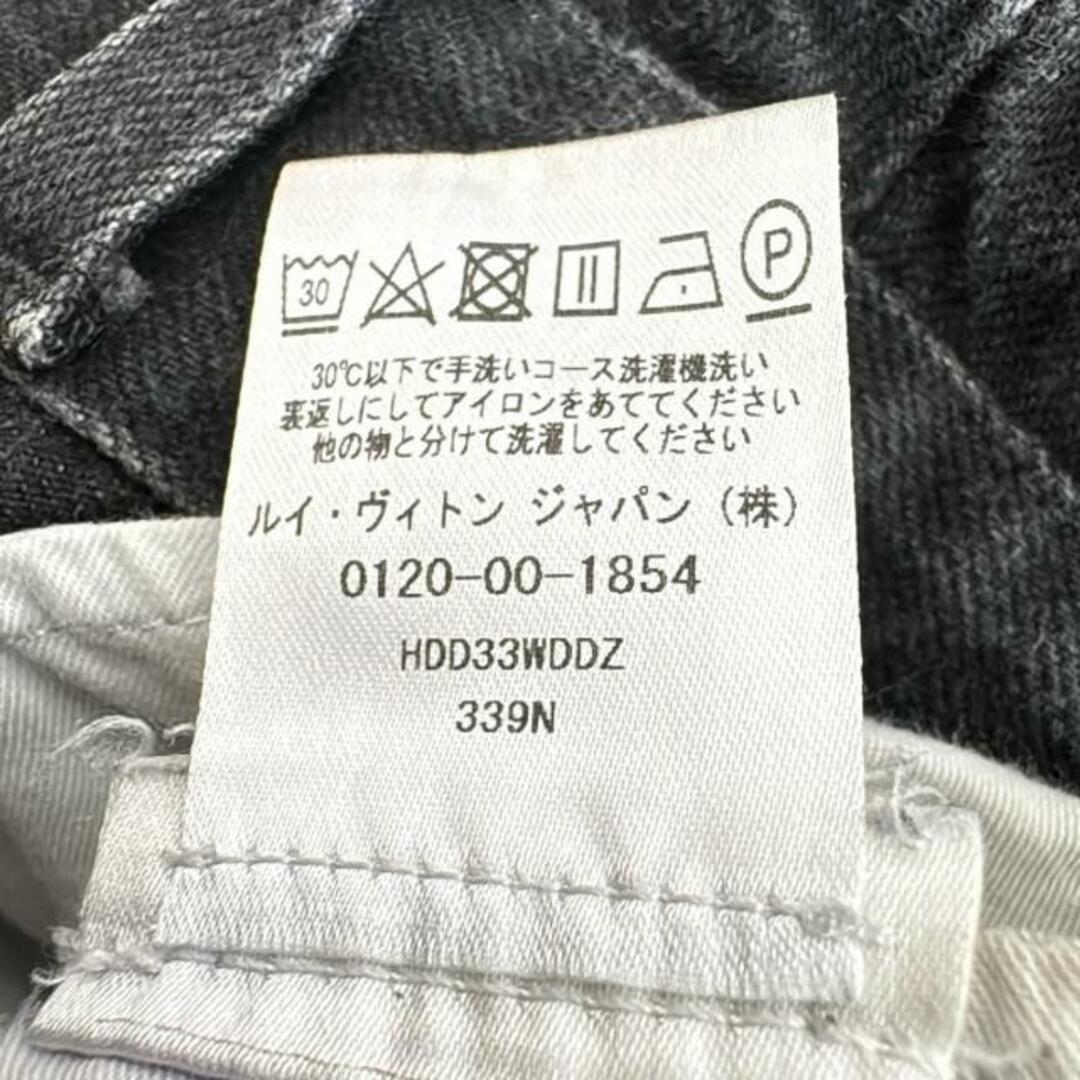 30 P
30℃以下で手洗いコース洗濯機洗い
裏返しにしてアイロンをあててください
他の物と分けて洗濯してください
ルイ・ヴィトン ジャパン (株)
0120-00-1854
HDD33WDDZ
339N